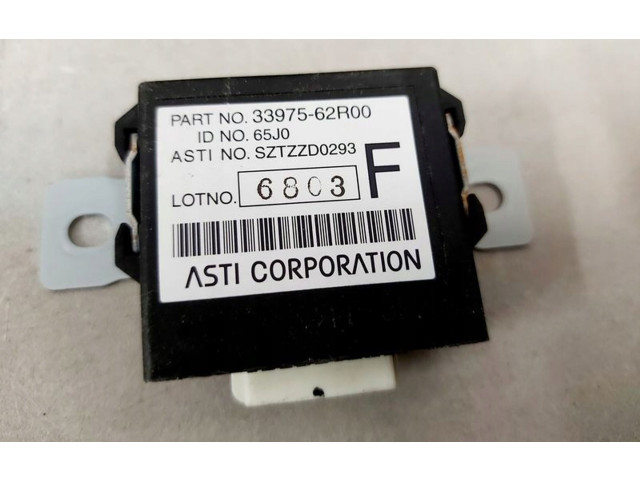 PART NO. 33975-62R00
ID NO. 65J0
ASTI NO. SZTZZD0293
LOTNO. 6803 F
ASTI CORPORATION